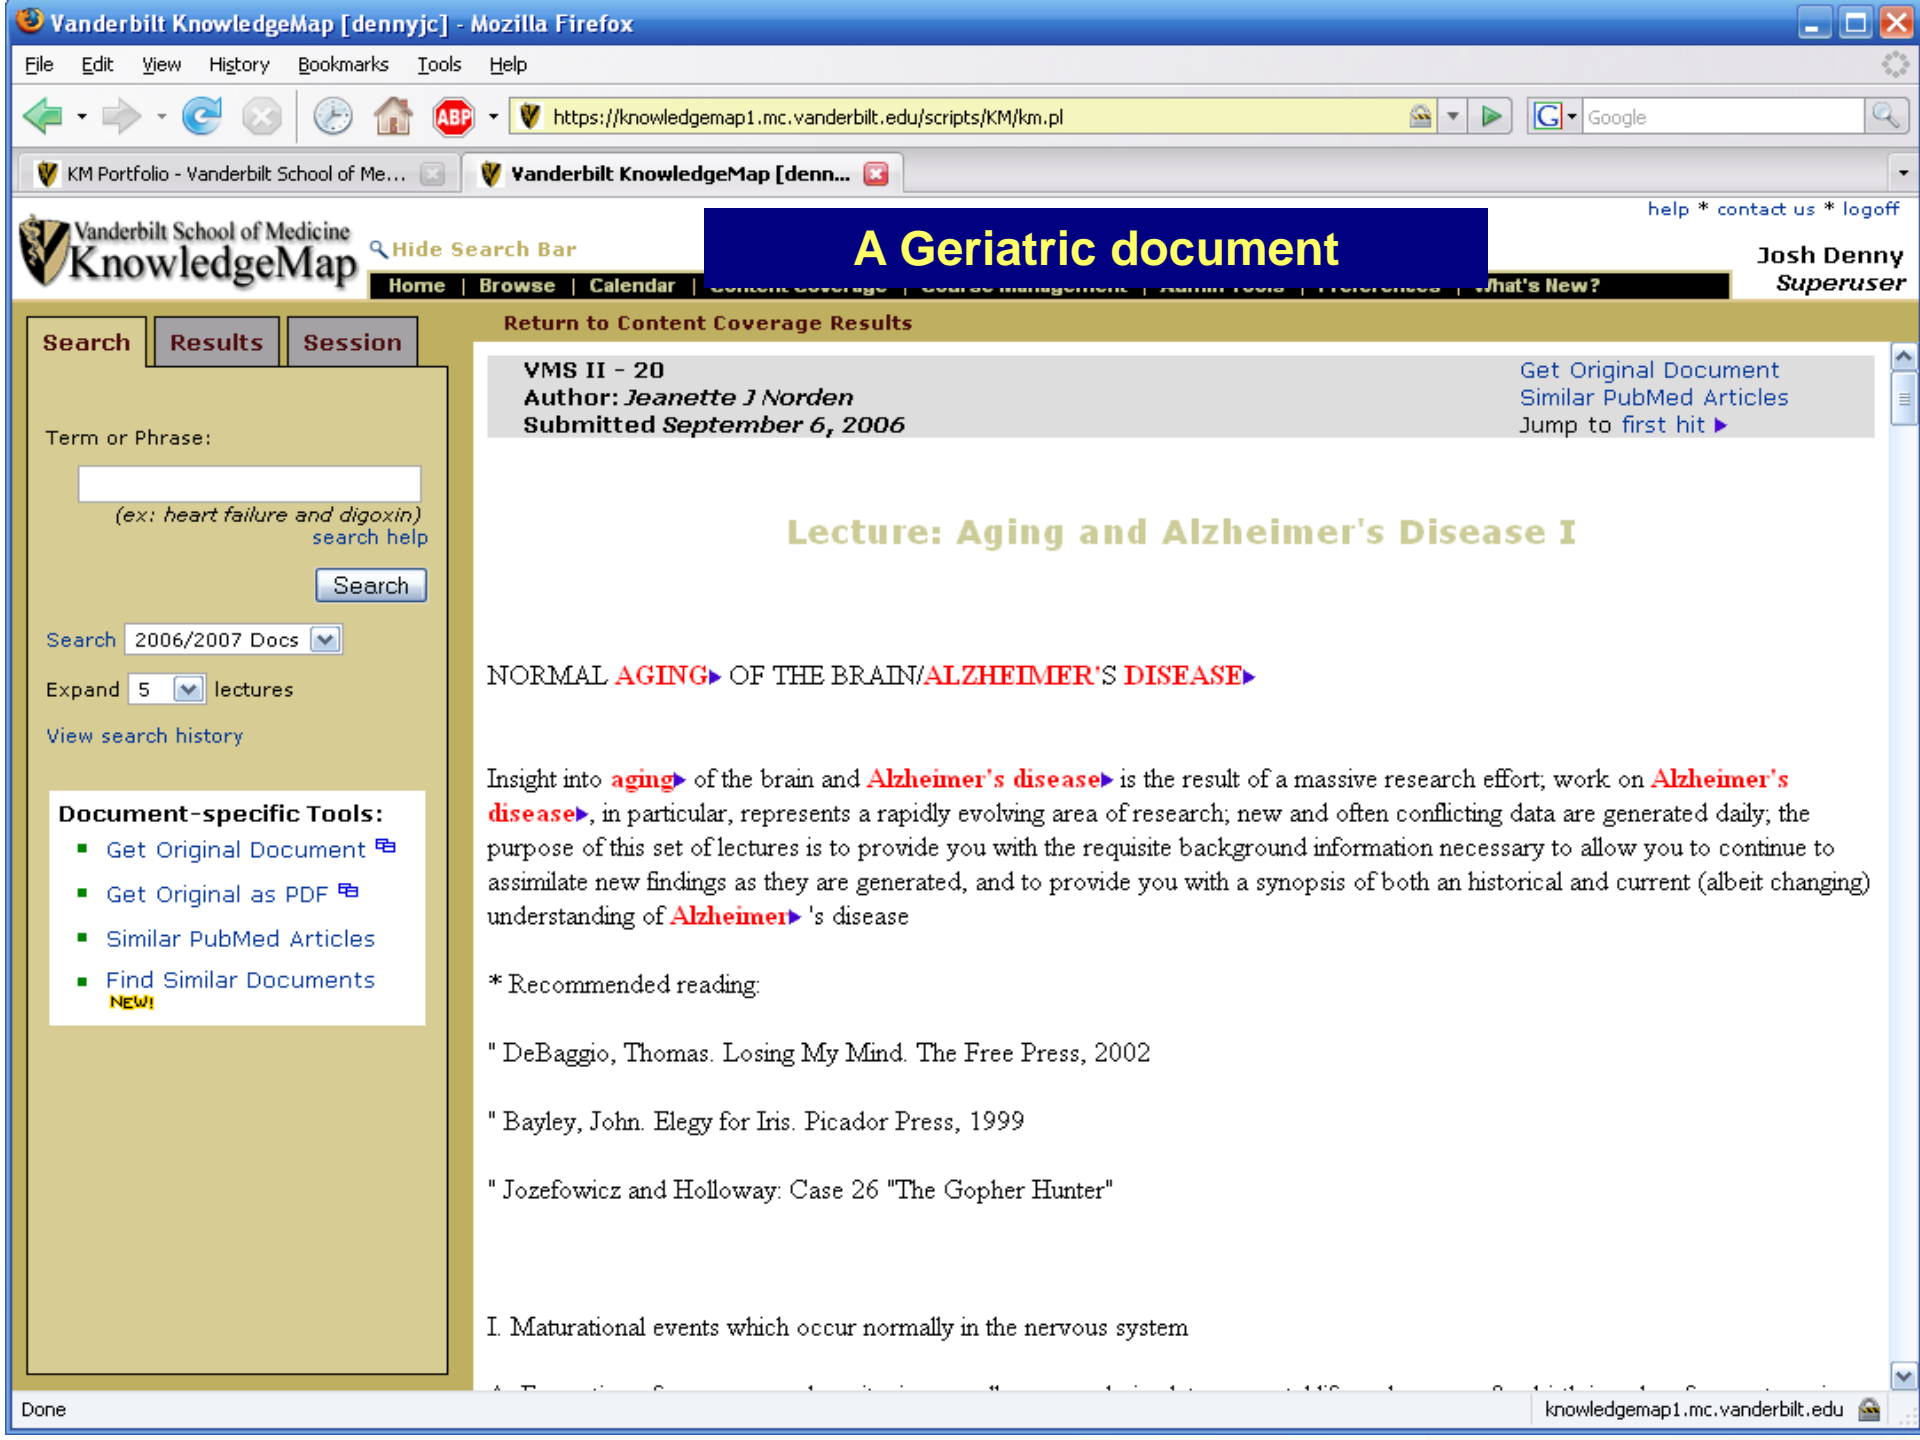 Vanderbilt KnowledgeMap [dennyjc] - Mozilla Firefox
File Edit View History Bookmarks Tools Help
ABP https://knowledgemap1.mc.vanderbilt.edu/scripts/KM/km.pl G Google
KM Portfolio - Vanderbilt School of Me... Vanderbilt KnowledgeMap [denn...
help * contact us * logoff
Vanderbilt School of Medicine
KnowledgeMap
Hide Search Bar
A Geriatric document
Josh Denny
Superuser
Home | Browse | Calendar | Content Coverage | Course Management | Admin Tools | Preferences | What's New?
Search Results Session
Return to Content Coverage Results
VMS II - 20
Author: Jeanette J Norden
Submitted September 6, 2006
Get Original Document
Similar PubMed Articles
Jump to first hit
Term or Phrase:
(ex: heart failure and digoxin)
search help
Search
Search 2006/2007 Docs
Expand 5 lectures
View search history
Document-specific Tools:
Get Original Document
Get Original as PDF
Similar PubMed Articles
Find Similar Documents
NEW!
Lecture: Aging and Alzheimer's Disease I
NORMAL AGING OF THE BRAIN/ALZHEIMER'S DISEASE
Insight into aging of the brain and Alzheimer's disease is the result of a massive research effort; work on Alzheimer's
disease, in particular, represents a rapidly evolving area of research; new and often conflicting data are generated daily; the
purpose of this set of lectures is to provide you with the requisite background information necessary to allow you to continue to
assimilate new findings as they are generated, and to provide you with a synopsis of both an historical and current (albeit changing)
understanding of Alzheimer 's disease
* Recommended reading:
" DeBaggio, Thomas. Losing My Mind. The Free Press, 2002
" Bayley, John. Elegy for Iris. Picador Press, 1999
" Jozefowicz and Holloway: Case 26 "The Gopher Hunter"
I. Maturational events which occur normally in the nervous system
Done
knowledgemap1.mc.vanderbilt.edu